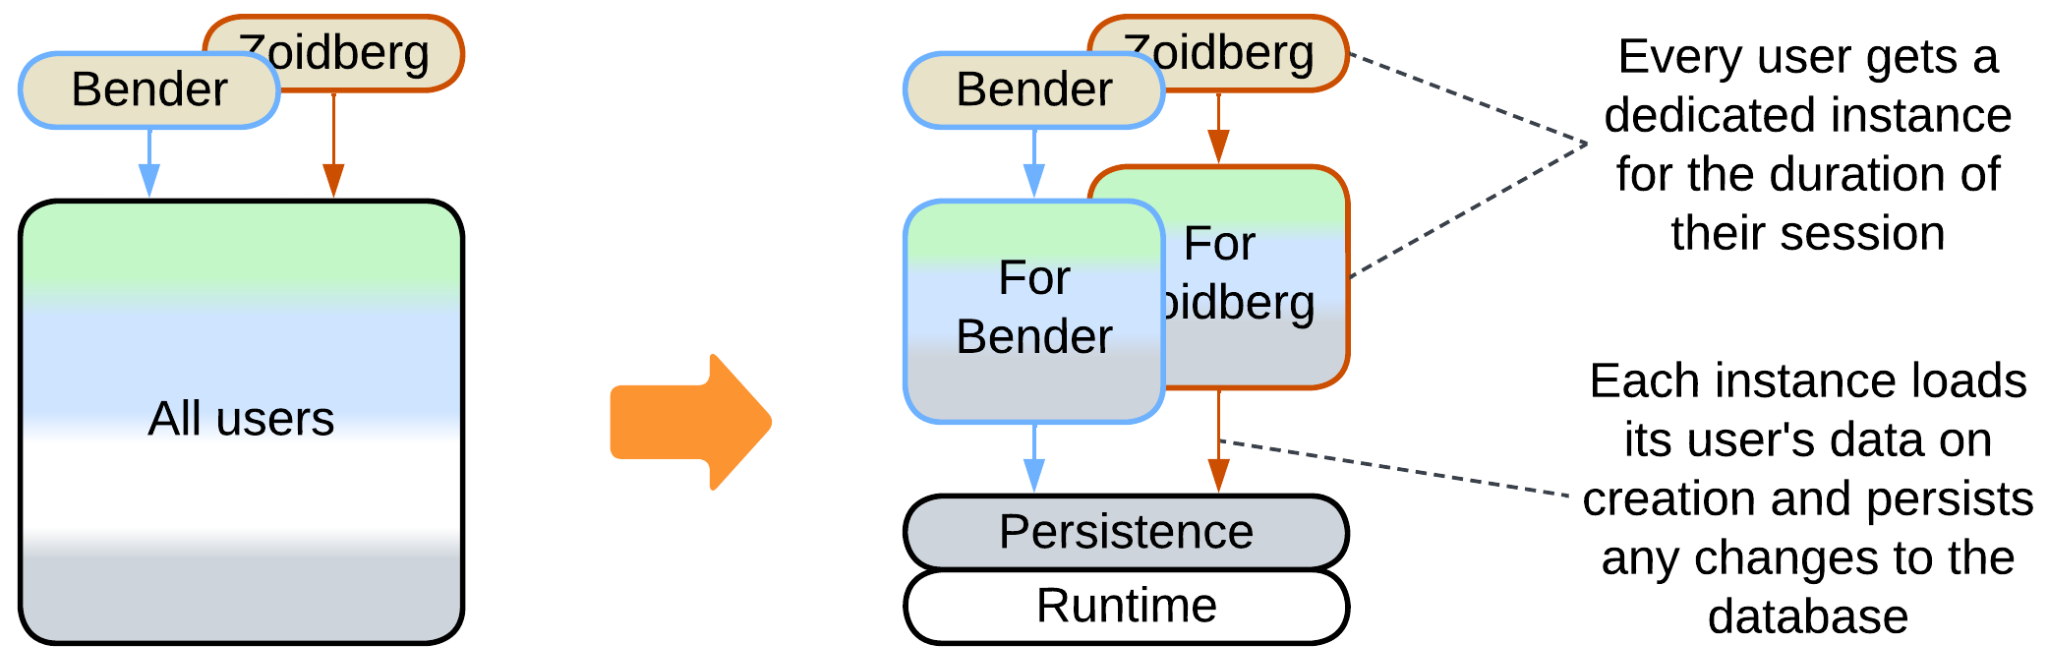 Zoidberg
Bender
All users
Zoidberg
Bender
For
oidberg
For
Bender
Persistence
Runtime
Every user gets a
dedicated instance
for the duration of
their session
Each instance loads
its user's data on
creation and persists
any changes to the
database